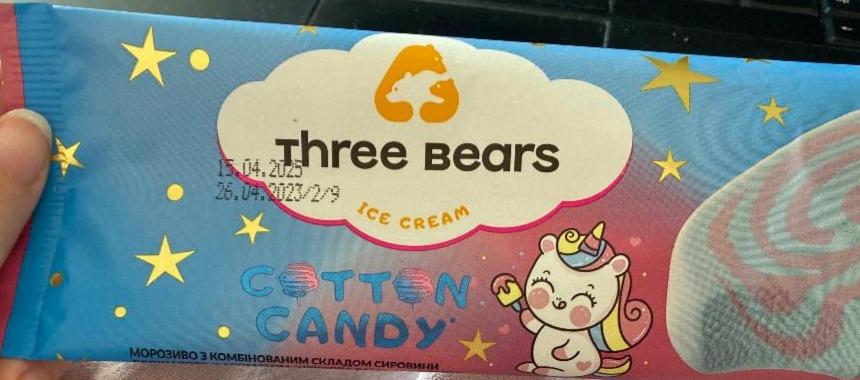 Three Bears
15.04.2025
26.04.2023/2/9
ICE CREAM
COTTON
CANDY*
МОРОЗИВО З КОМБІНОВАНИМ СКЛАДОМ СИРОВИНИ